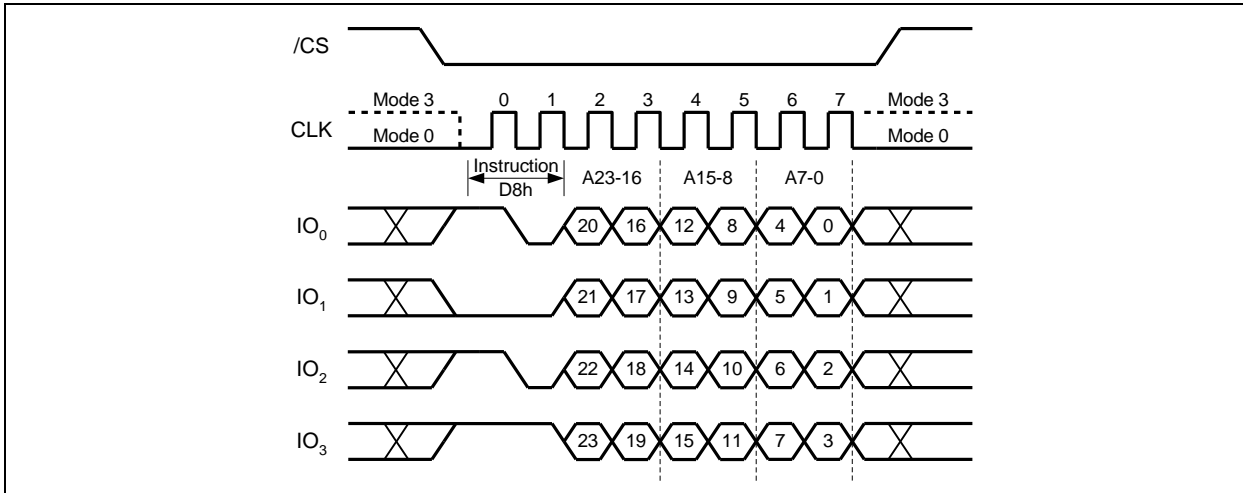 /CS
Mode 3 0 1 2 3 4 5 6 7 Mode 3
CLK
Mode 0 Mode 0
Instruction
D8h A23-16 A15-8 A7-0
IO0 20 16 12 8 4 0
IO1 21 17 13 9 5 1
IO2 22 18 14 10 6 2
IO3 23 19 15 11 7 3